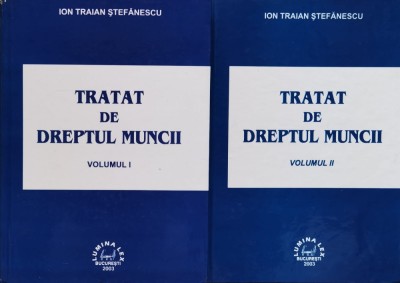 ION TRAIAN ŞTEFĂNESCU
TRATAT
DE
DREPTUL MUNCII
VOLUMUL I
LUMINA LEX
BUCUREŞTI
2003
ION TRAIAN ŞTEFĂNESCU
TRATAT
DE
DREPTUL MUNCII
VOLUMUL II
LUMINA LEX
BUCUREŞTI
2003